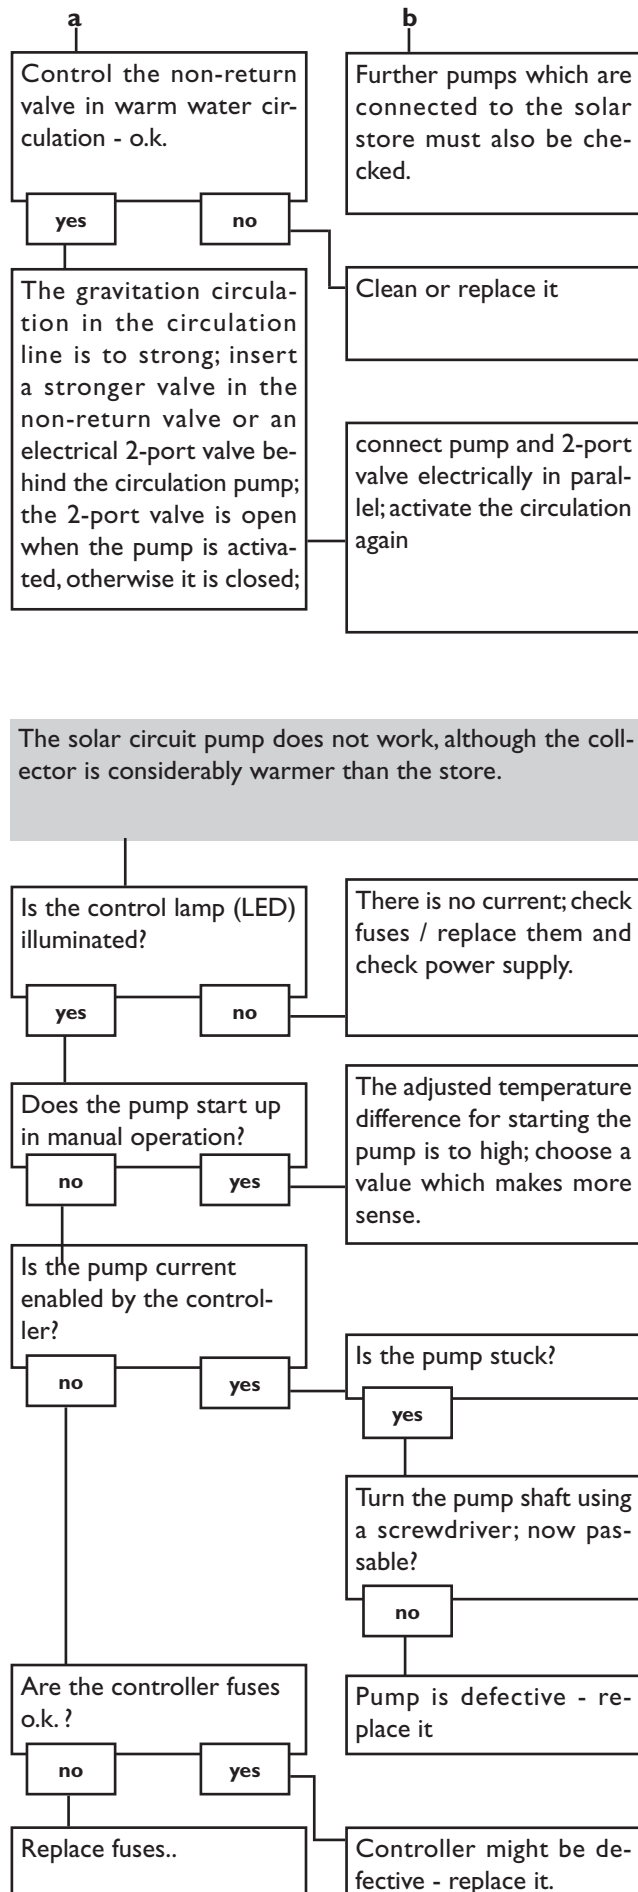 a
Control the non-return
valve in warm water cir-
culation - o.k.
yes
no
The gravitation circula-
tion in the circulation
line is to strong; insert
a stronger valve in the
non-return valve or an
electrical 2-port valve be-
hind the circulation pump;
the 2-port valve is open
when the pump is activa-
ted, otherwise it is closed;
b
Further pumps which are
connected to the solar
store must also be che-
cked.
Clean or replace it
connect pump and 2-port
valve electrically in paral-
lel; activate the circulation
again
The solar circuit pump does not work, although the coll-
ector is considerably warmer than the store.
Is the control lamp (LED)
illuminated?
yes
no
There is no current; check
fuses / replace them and
check power supply.
Does the pump start up
in manual operation?
no
yes
The adjusted temperature
difference for starting the
pump is to high; choose a
value which makes more
sense.
Is the pump current
enabled by the control-
ler?
no
yes
Is the pump stuck?
yes
Turn the pump shaft using
a screwdriver; now pas-
sable?
no
Pump is defective - re-
place it
Are the controller fuses
o.k. ?
no
yes
Replace fuses..
Controller might be de-
fective - replace it.